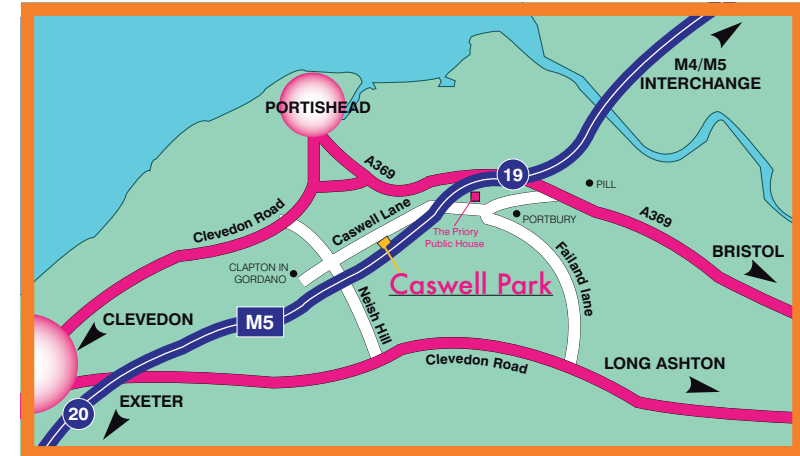 M4/M5
INTERCHANGE
PORTISHEAD
A369
19
PILL
Clevedon Road
Caswell Lane
A369
PORTBURY
The Priory
Public House
CLAPTON IN
GORDANO
Failand lane
BRISTOL
Caswell Park
Neish Hill
CLEVEDON
M5
Clevedon Road
LONG ASHTON
EXETER
20